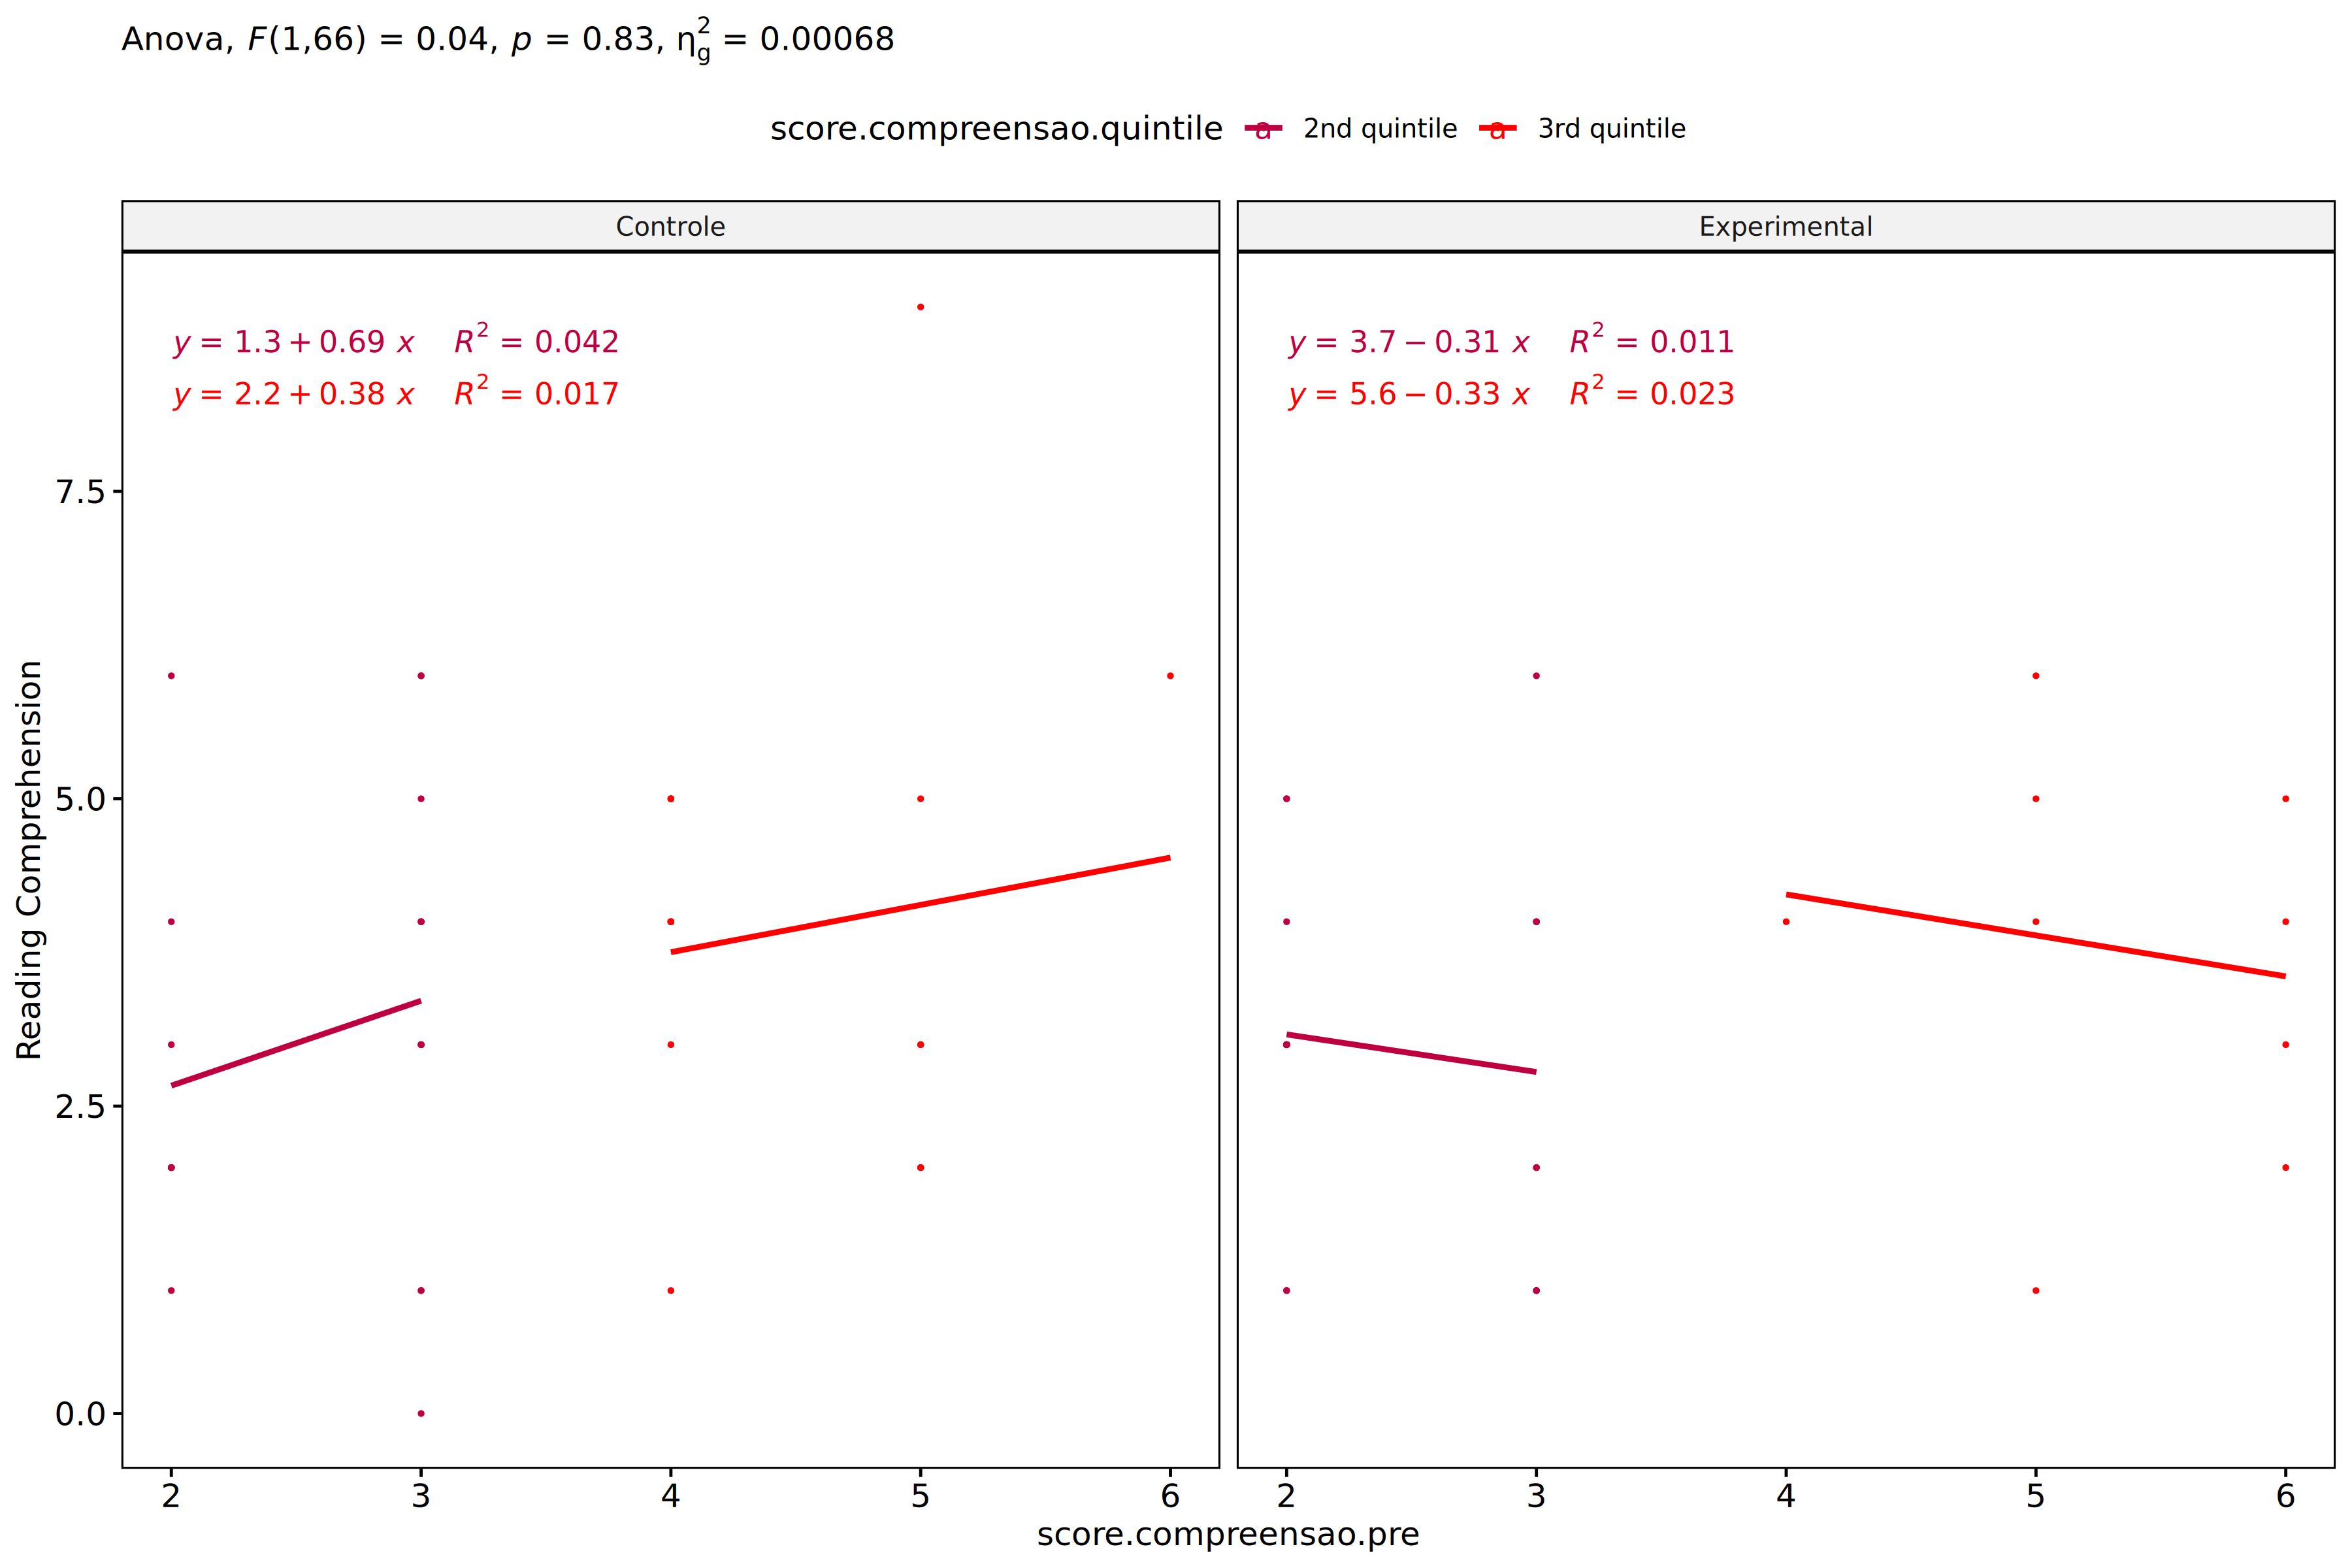 Anova, F(1,66) = 0.04, p = 0.83, η²g = 0.00068
score.compreensao.quintile a 2nd quintile a 3rd quintile
Controle
Experimental
y = 1.3 + 0.69 x R² = 0.042
y = 2.2 + 0.38 x R² = 0.017
y = 3.7 − 0.31 x R² = 0.011
y = 5.6 − 0.33 x R² = 0.023
Reading Comprehension
7.5
5.0
2.5
0.0
2 3 4 5 6
2 3 4 5 6
score.compreensao.pre